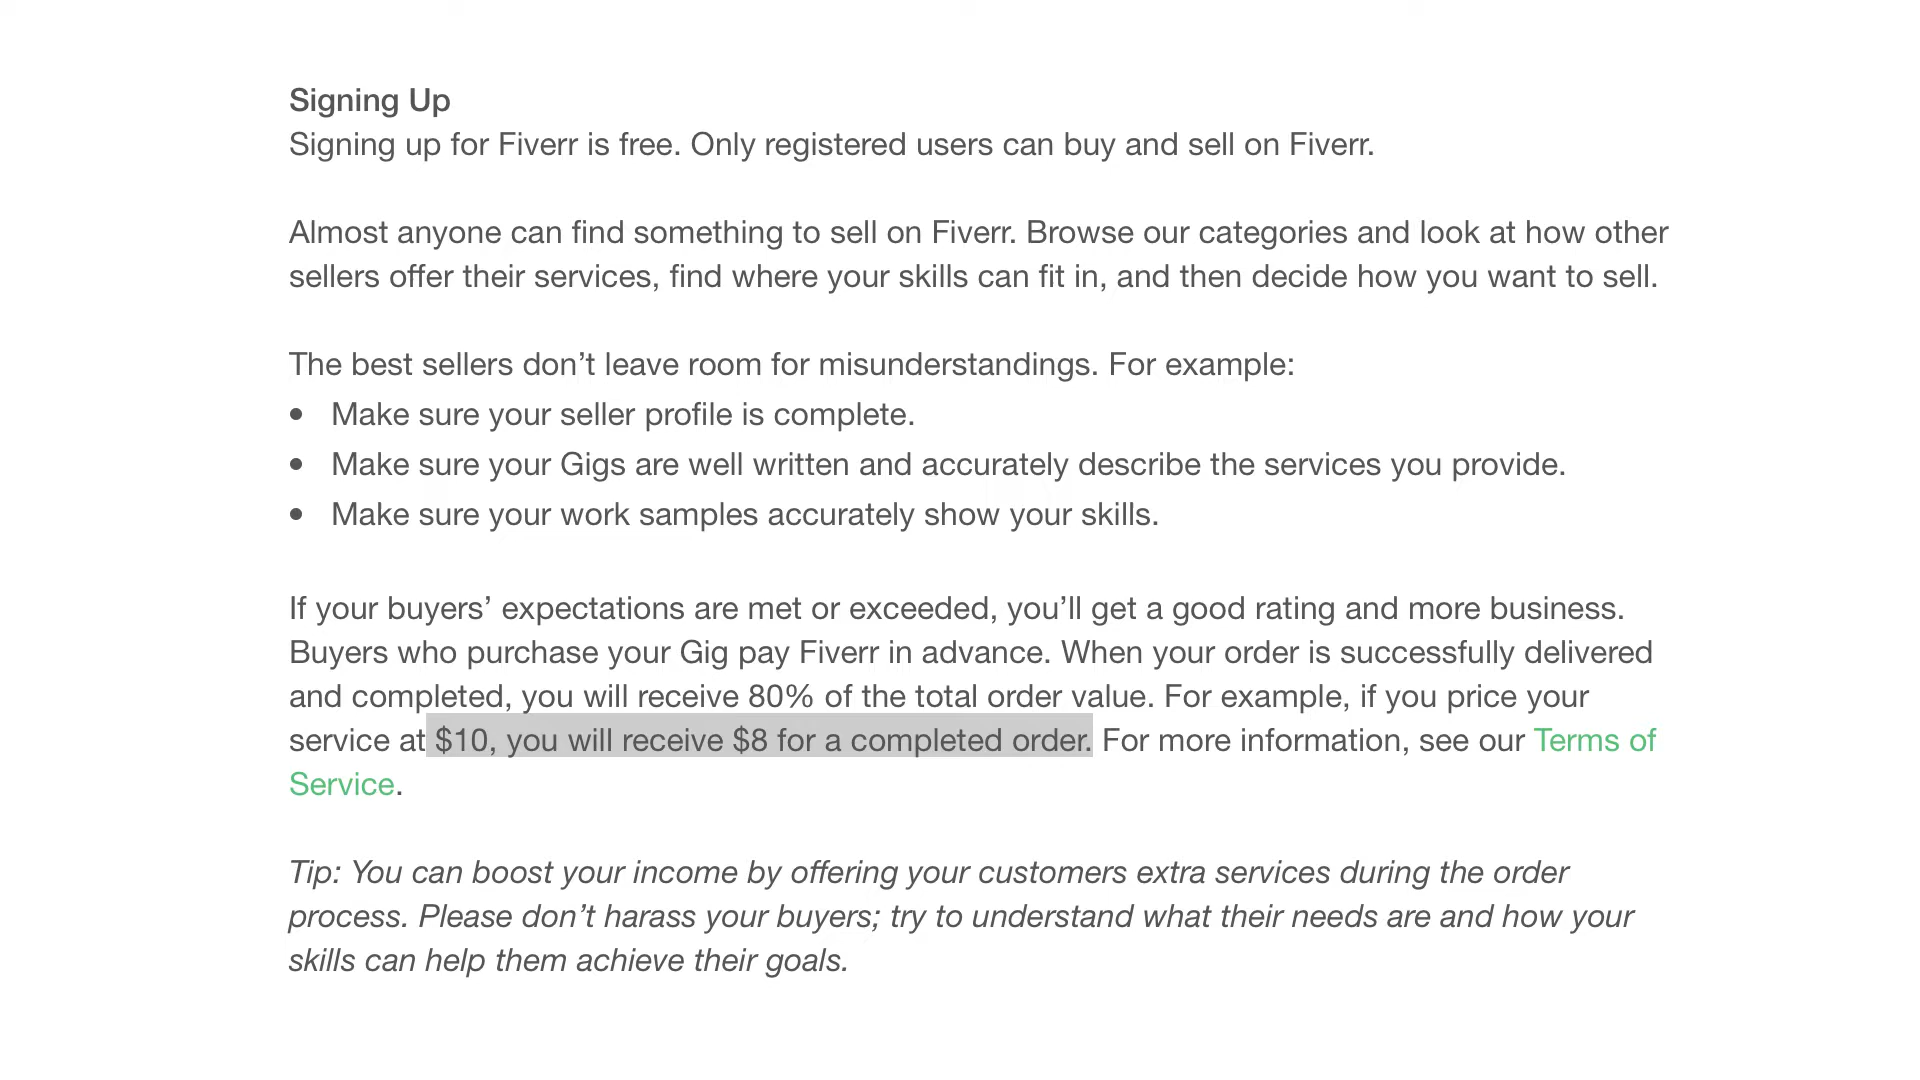 Signing Up
Signing up for Fiverr is free. Only registered users can buy and sell on Fiverr.
Almost anyone can find something to sell on Fiverr. Browse our categories and look at how other
sellers offer their services, find where your skills can fit in, and then decide how you want to sell.
The best sellers don’t leave room for misunderstandings. For example:
• Make sure your seller profile is complete.
• Make sure your Gigs are well written and accurately describe the services you provide.
• Make sure your work samples accurately show your skills.
If your buyers’ expectations are met or exceeded, you’ll get a good rating and more business.
Buyers who purchase your Gig pay Fiverr in advance. When your order is successfully delivered
and completed, you will receive 80% of the total order value. For example, if you price your
service at $10, you will receive $8 for a completed order. For more information, see our Terms of
Service.
Tip: You can boost your income by offering your customers extra services during the order
process. Please don’t harass your buyers; try to understand what their needs are and how your
skills can help them achieve their goals.